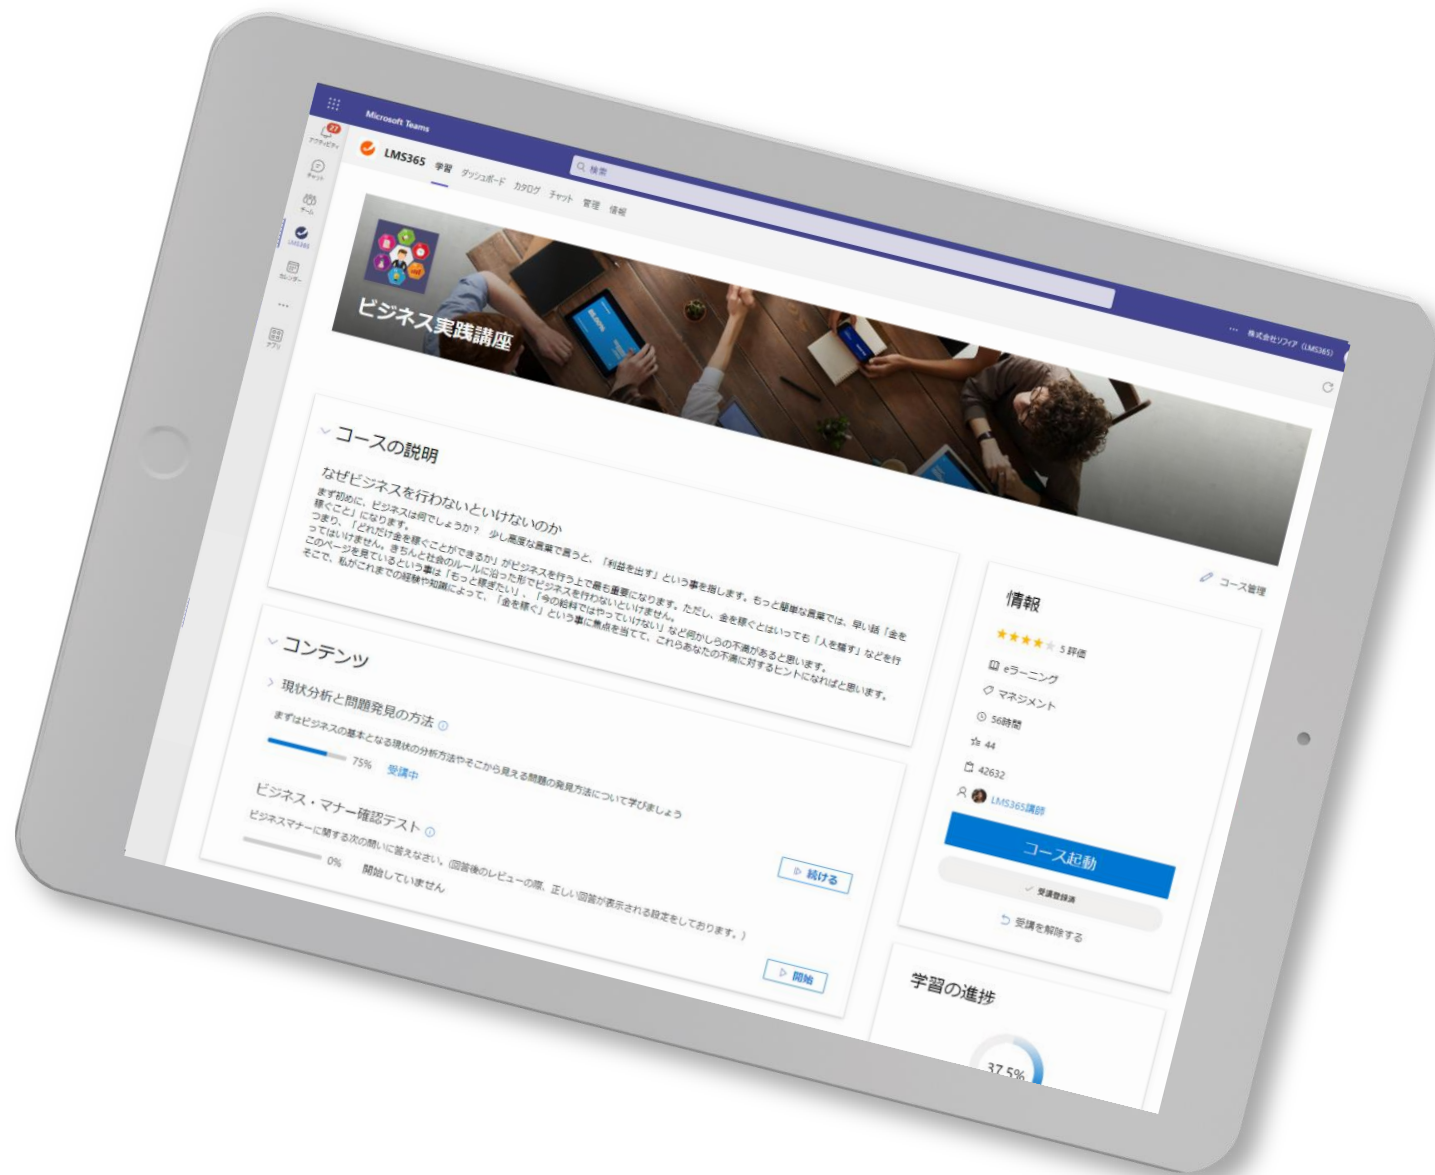 Microsoft Teams
検索
… 株式会社ソフィア (LMS365)
27
アクティビティ
チャット
チーム
LMS365
カレンダー
アプリ
LMS365 学習 ダッシュボード カタログ チャット 管理 情報
ビジネス実践講座
コース管理
コースの説明
なぜビジネスを行わないといけないのか
まず初めに、ビジネスは何でしょうか？ 少し高度な言葉で言うと、「利益を出す」という事を指します。もっと簡単な言葉では、早い話「金を
稼ぐこと」になります。
つまり、「どれだけ金を稼ぐことができるか」がビジネスを行う上で最も重要になります。ただし、金を稼ぐとはいっても「人を騙す」などを行
ってはいけません。きちんと社会のルールに沿った形でビジネスを行わないといけません。
このページを見ているという事は「もっと稼ぎたい」、「今の給料ではやっていけない」など何かしらの不満があると思います。
そこで、私がこれまでの経験や知識によって、「金を稼ぐ」という事に焦点を当てて、これらあなたの不満に対するヒントになればと思います。
コンテンツ
現状分析と問題発見の方法
まずはビジネスの基本となる現状の分析方法やそこから見える問題の発見方法について学びましょう
75% 受講中
続ける
ビジネス・マナー確認テスト
ビジネスマナーに関する次の問いに答えなさい。(回答後のレビューの際、正しい回答が表示される設定をしております。)
0% 開始していません
開始
情報
5 評価
eラーニング
マネジメント
56時間
44
42632
LMS365講師
コース起動
受講登録済
受講を解除する
学習の進捗
37.5%